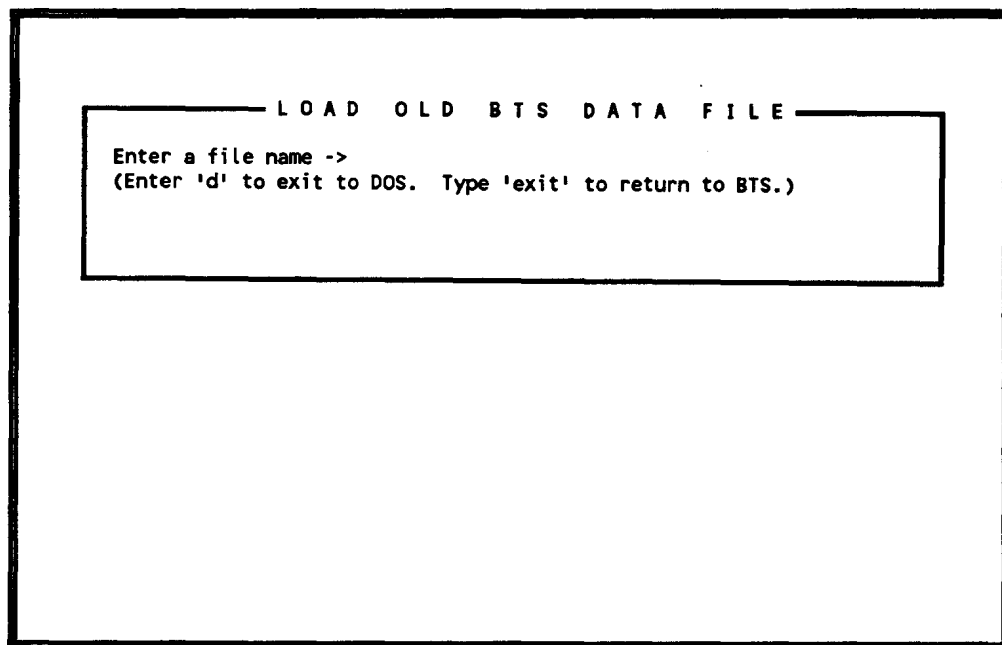 LOAD OLD BTS DATA FILE
Enter a file name ->
(Enter 'd' to exit to DOS.  Type 'exit' to return to BTS.)